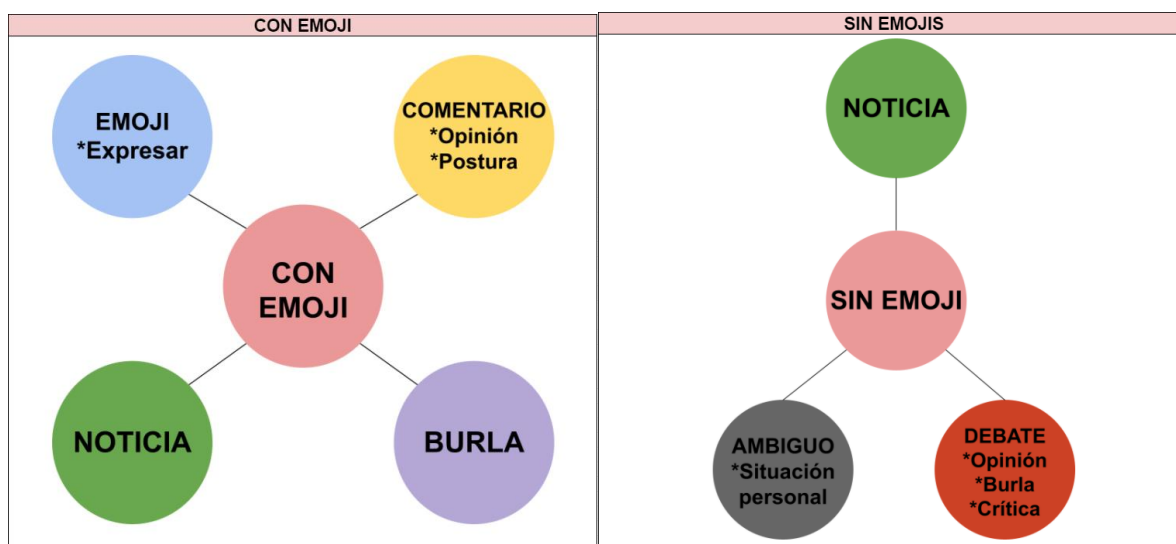 CON EMOJI
EMOJI
*Expresar
COMENTARIO
*Opinión
*Postura
CON
EMOJI
NOTICIA
BURLA
SIN EMOJIS
NOTICIA
SIN EMOJI
AMBIGUO
*Situación
personal
DEBATE
*Opinión
*Burla
*Crítica